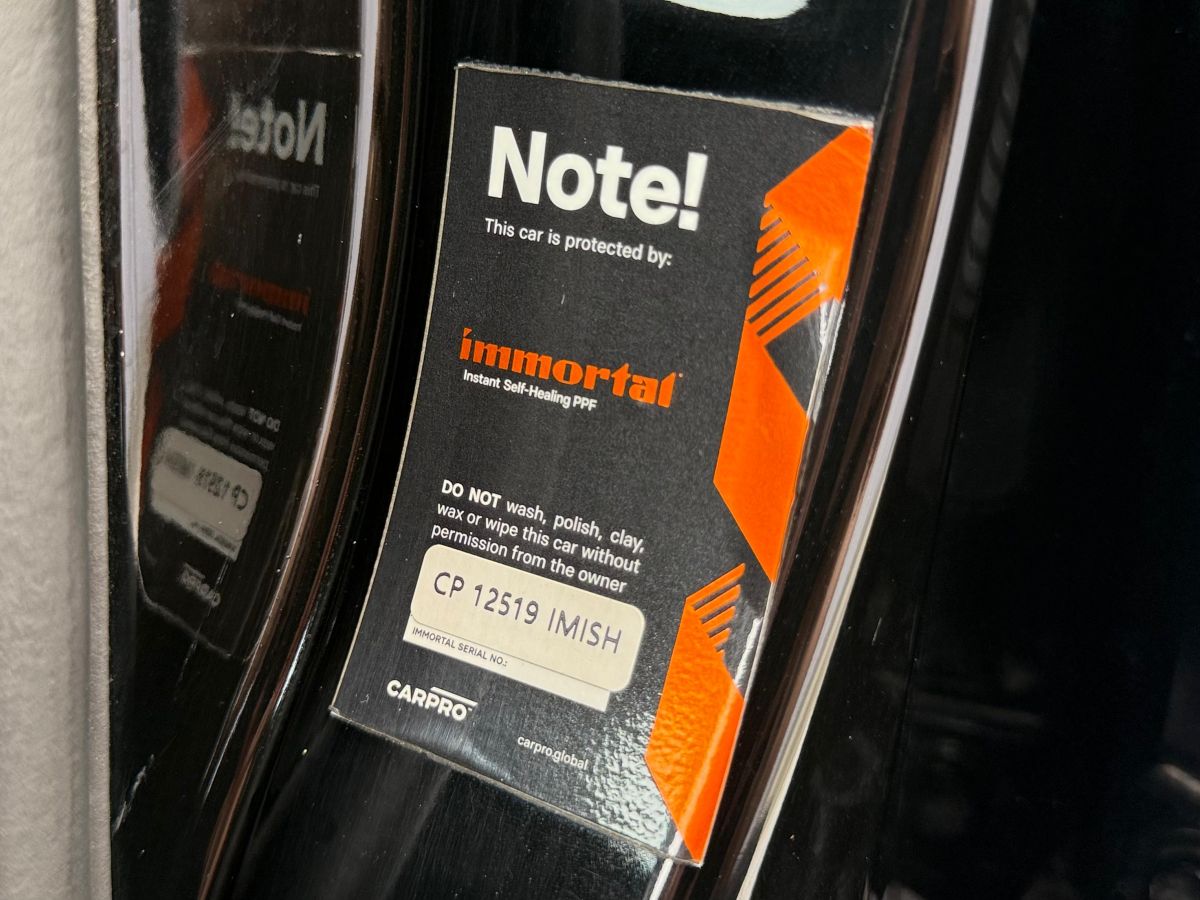 Note!
This car is protected by:
immortal
Instant Self-Healing PPF
DO NOT wash, polish, clay,
wax or wipe this car without
permission from the owner
CP 12519 IMISH
IMMORTAL SERIAL NO.:
CARPRO
carpro.global